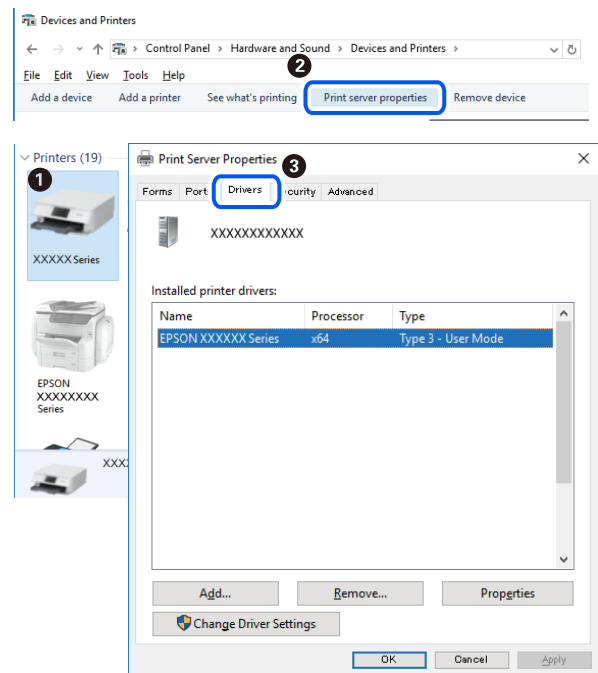 Devices and Printers
Control Panel > Hardware and Sound > Devices and Printers >
2
File Edit View Tools Help
Add a device Add a printer See what's printing Print server properties Remove device
Printers (19)
1
XXXXX Series
EPSON
XXXXXXXX
Series
XXX
Print Server Properties
3
Forms Port Drivers curity Advanced
XXXXXXXXXXXX
Installed printer drivers:
Name Processor Type
EPSON XXXXXX Series x64 Type 3 - User Mode
Add... Remove... Properties
Change Driver Settings
OK Cancel Apply